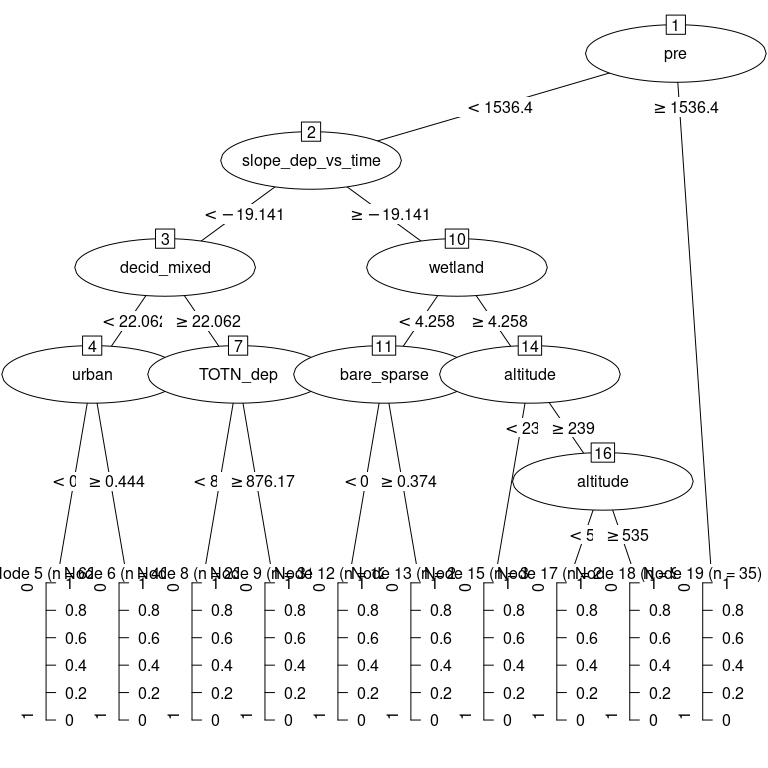 1
pre
< 1536.4
≥ 1536.4
2
slope_dep_vs_time
< −19.141
≥ −19.141
3
decid_mixed
10
wetland
< 22.062
≥ 22.062
< 4.258
≥ 4.258
4
urban
7
TOTN_dep
11
bare_sparse
14
altitude
< 23
≥ 239
16
altitude
< 0
≥ 0.444
< 8
≥ 876.17
< 0
≥ 0.374
< 5
≥ 535
Node 5 (n = 62) Node 6 (n = Node 8 (n = Node 9 (n = Node 12 (n = Node 13 (n = Node 15 (n = Node 17 (n = Node 18 (n = Node 19 (n = 35)
0 1 0 1 0 1 0 1 0 1 0 1 0 1 0 1 0 1 0 1
0.8 0.8 0.8 0.8 0.8 0.8 0.8 0.8 0.8 0.8
0.6 0.6 0.6 0.6 0.6 0.6 0.6 0.6 0.6 0.6
0.4 0.4 0.4 0.4 0.4 0.4 0.4 0.4 0.4 0.4
0.2 0.2 0.2 0.2 0.2 0.2 0.2 0.2 0.2 0.2
1 0 1 0 1 0 1 0 1 0 1 0 1 0 1 0 1 0 1 0